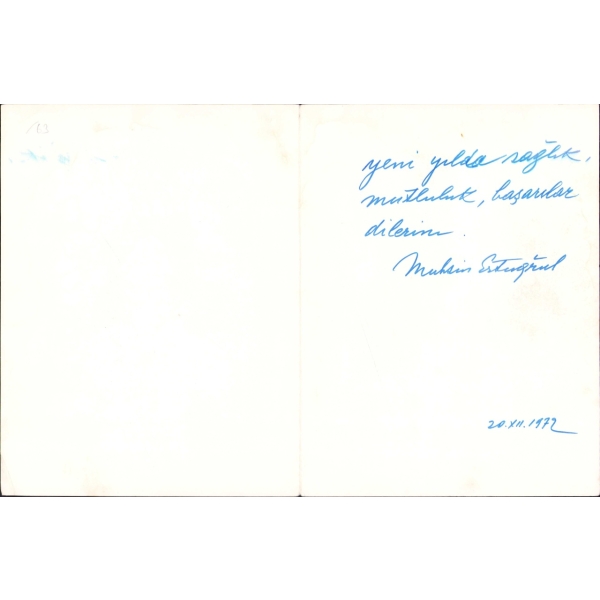 yeni yılda sağlık,
mutluluk, başarılar
dilerim.
Muhsin Ertuğrul
20.XII.1972